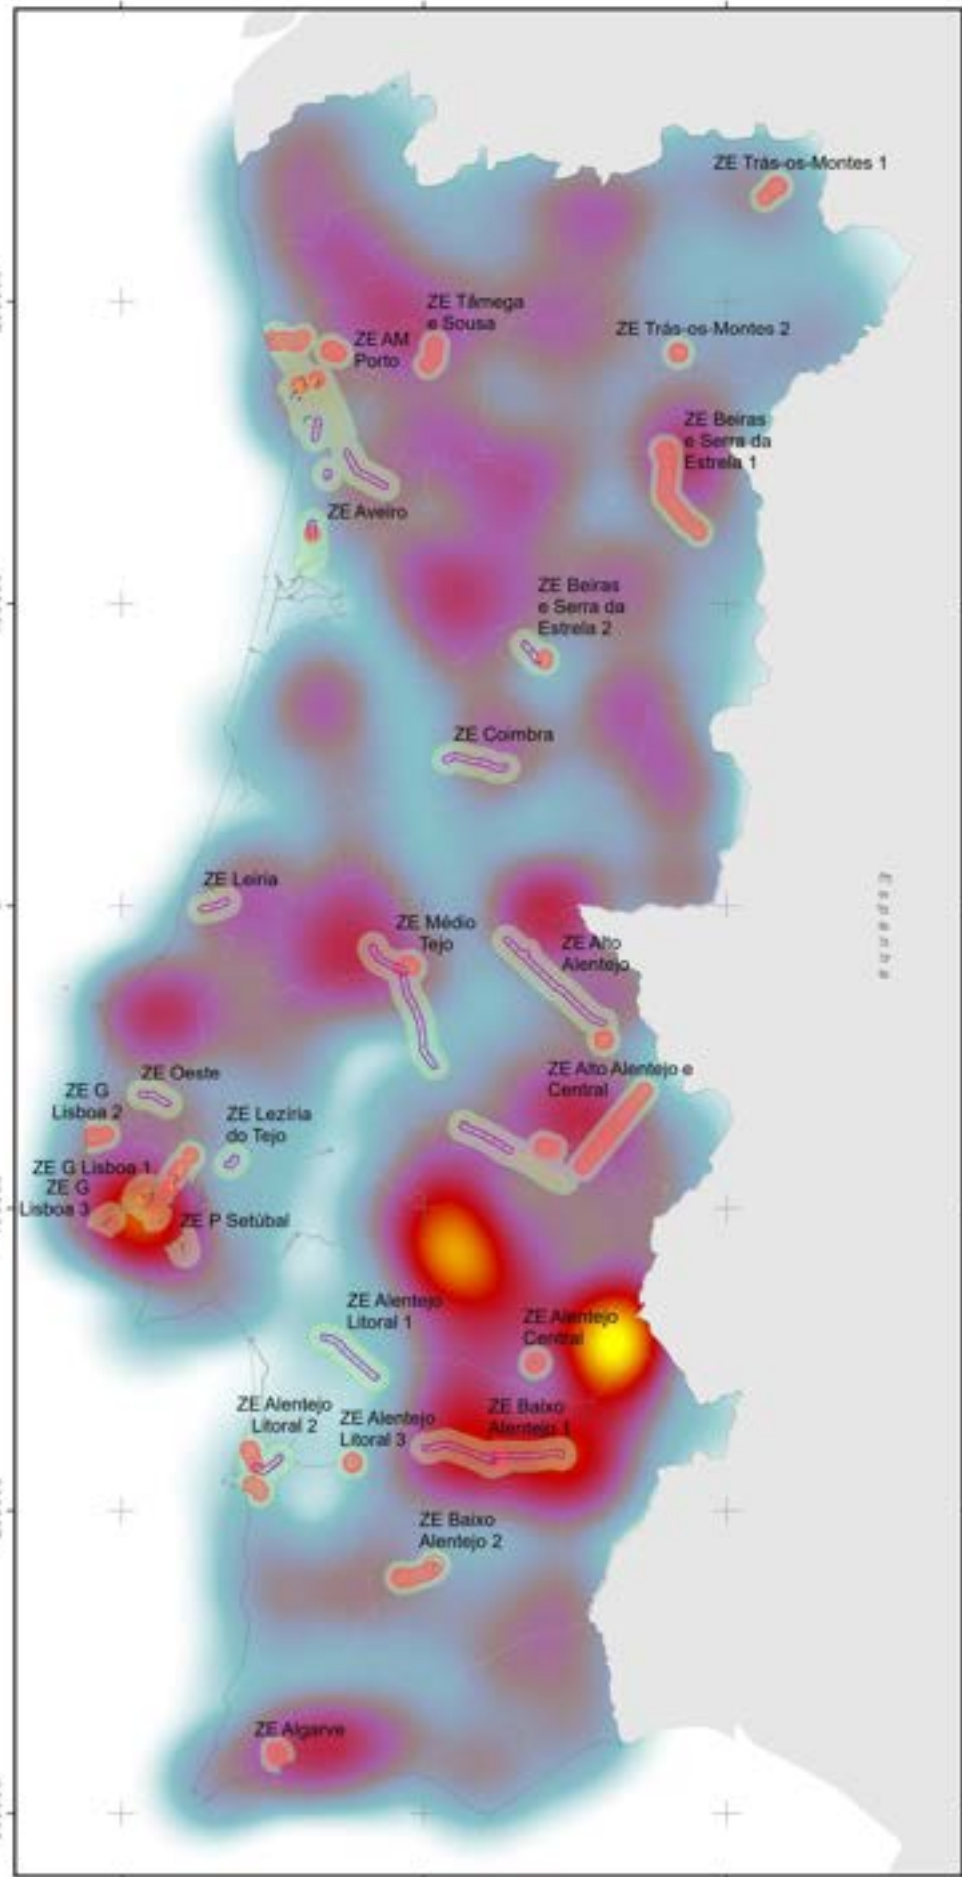 ZE Trás-os-Montes 1
ZE Tâmega
e Sousa
ZE Trás-os-Montes 2
ZE AM
Porto
ZE Beiras
e Serra da
Estrela 1
ZE Aveiro
ZE Beiras
e Serra da
Estrela 2
ZE Coimbra
ZE Leiria
Espanha
ZE Médio
Tejo
ZE Alto
Alentejo
ZE Alto Alentejo e
Central
ZE Oeste
ZE G
Lisboa 2
ZE Lezíria
do Tejo
ZE G Lisboa 1
ZE G
Lisboa 3
ZE P Setúbal
ZE Alentejo
Litoral 1
ZE Alentejo
Central
ZE Alentejo
Litoral 2
ZE Alentejo
Litoral 3
ZE Baixo
Alentejo 1
ZE Baixo
Alentejo 2
ZE Algarve